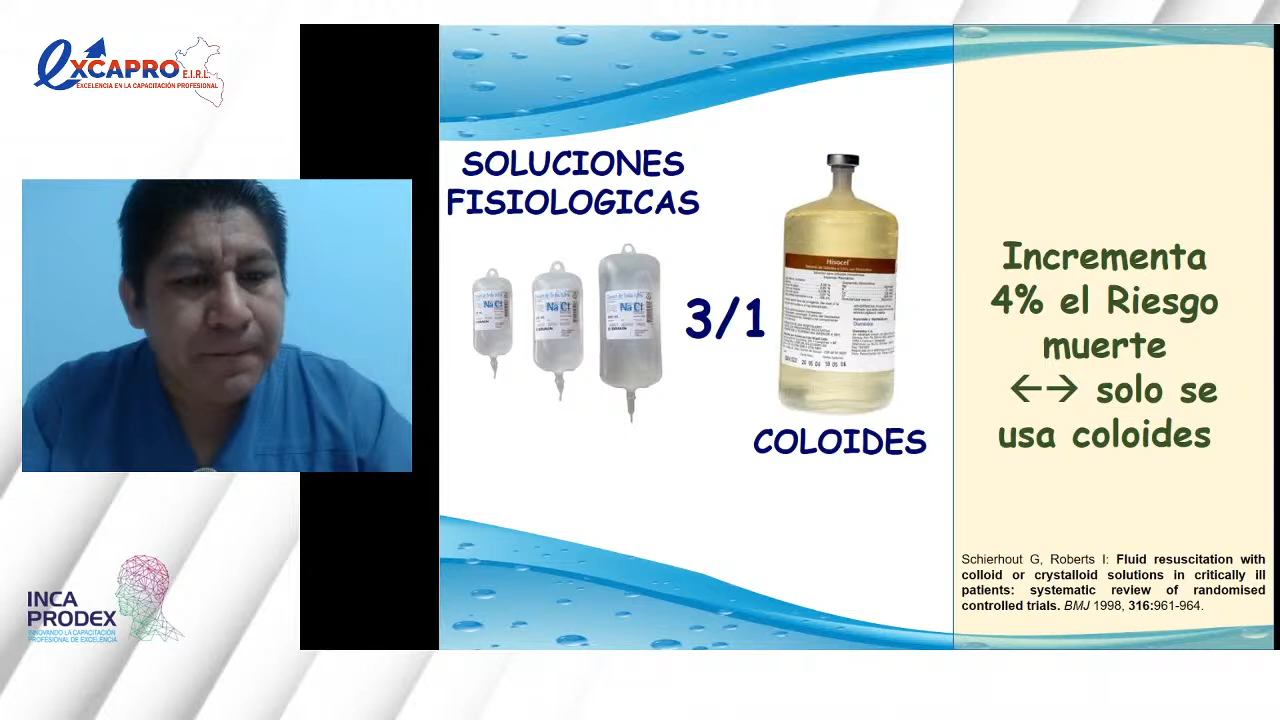 exCAPRO E.I.R.L.
EXCELENCIA EN LA CAPACITACIÓN PROFESIONAL
SOLUCIONES
FISIOLOGICAS
NaCl
NaCl
NaCl
3/1
Hisocel
COLOIDES
Incrementa
4% el Riesgo
muerte
←→ solo se
usa coloides
Schierhout G, Roberts I: Fluid resuscitation with
colloid or crystalloid solutions in critically ill
patients: systematic review of randomised
controlled trials. BMJ 1998, 316:961-964.
INCA
PRODEX
INNOVANDO LA CAPACITACIÓN
PROFESIONAL DE EXCELENCIA